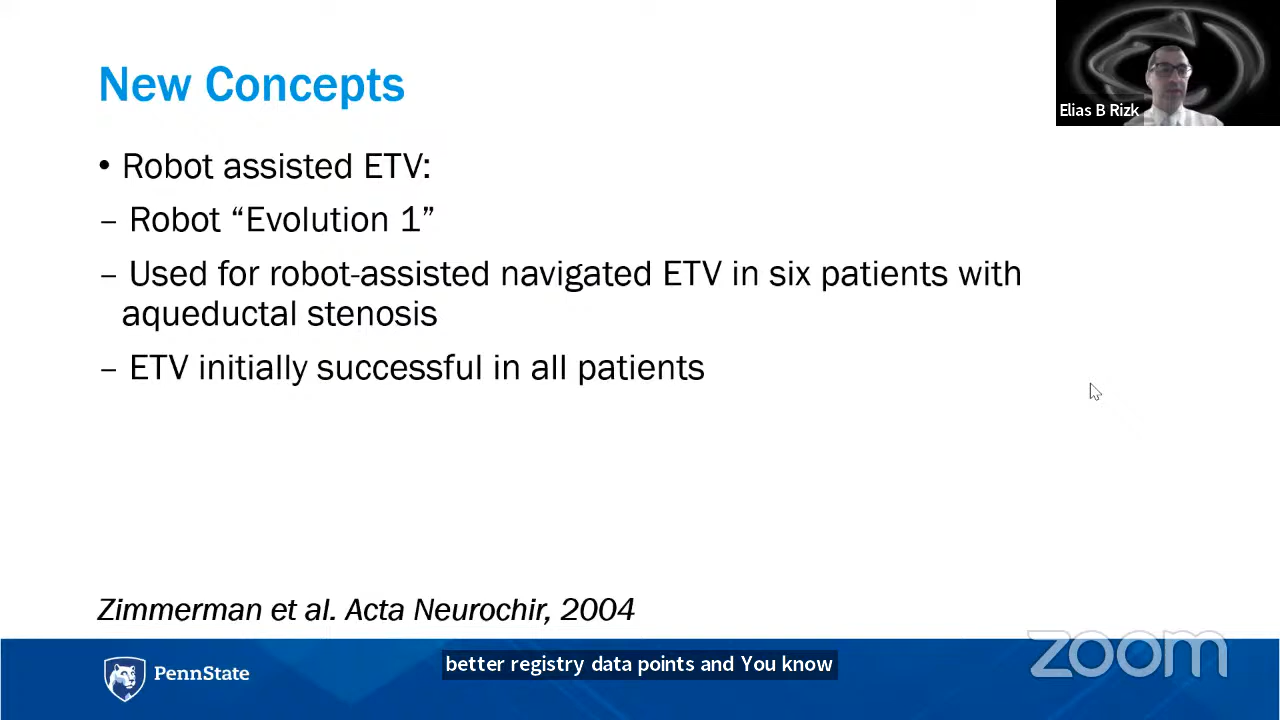 New Concepts
Elias B Rizk
• Robot assisted ETV:
– Robot “Evolution 1”
– Used for robot-assisted navigated ETV in six patients with
aqueductal stenosis
– ETV initially successful in all patients
Zimmerman et al. Acta Neurochir, 2004
PennState
better registry data points and You know
zoom